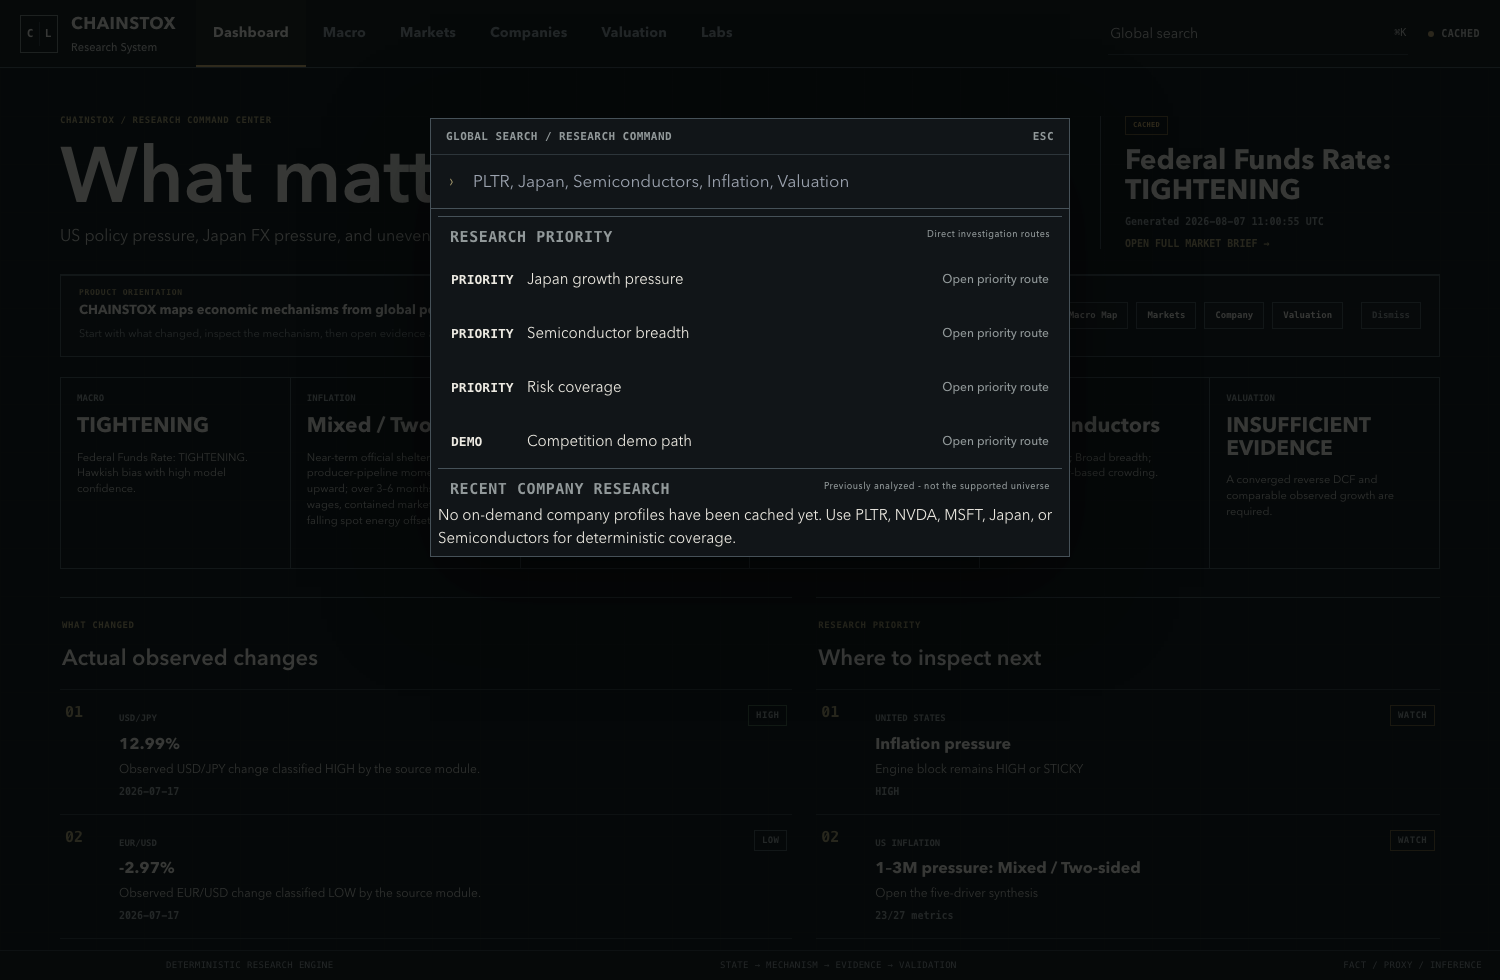 C L
CHAINSTOX
Research System
Dashboard
Macro
Markets
Companies
Valuation
Labs
Global search
⌘K
CACHED
CHAINSTOX / RESEARCH COMMAND CENTER
What matt
US policy pressure, Japan FX pressure, and uneven
CACHED
Federal Funds Rate:
TIGHTENING
Generated 2026-08-07 11:00:55 UTC
OPEN FULL MARKET BRIEF →
GLOBAL SEARCH / RESEARCH COMMAND
ESC
› PLTR, Japan, Semiconductors, Inflation, Valuation
RESEARCH PRIORITY
Direct investigation routes
PRIORITY Japan growth pressure Open priority route
PRIORITY Semiconductor breadth Open priority route
PRIORITY Risk coverage Open priority route
DEMO Competition demo path Open priority route
RECENT COMPANY RESEARCH
Previously analyzed - not the supported universe
No on-demand company profiles have been cached yet. Use PLTR, NVDA, MSFT, Japan, or
Semiconductors for deterministic coverage.
PRODUCT ORIENTATION
CHAINSTOX maps economic mechanisms from global p
Start with what changed, inspect the mechanism, then open evidence
Macro Map
Markets
Company
Valuation
Dismiss
MACRO
TIGHTENING
Federal Funds Rate: TIGHTENING.
Hawkish bias with high model
confidence.
INFLATION
Mixed / Two
Near-term official shelter
producer-pipeline mome
upward; over 3–6 month
wages, contained market
falling spot energy offset
nductors
: Broad breadth;
-based crowding.
VALUATION
INSUFFICIENT
EVIDENCE
A converged reverse DCF and
comparable observed growth are
required.
WHAT CHANGED
Actual observed changes
01
USD/JPY
HIGH
12.99%
Observed USD/JPY change classified HIGH by the source module.
2026-07-17
02
EUR/USD
LOW
-2.97%
Observed EUR/USD change classified LOW by the source module.
2026-07-17
RESEARCH PRIORITY
Where to inspect next
01
UNITED STATES
WATCH
Inflation pressure
Engine block remains HIGH or STICKY
HIGH
02
US INFLATION
WATCH
1–3M pressure: Mixed / Two-sided
Open the five-driver synthesis
23/27 metrics
DETERMINISTIC RESEARCH ENGINE
STATE → MECHANISM → EVIDENCE → VALIDATION
FACT / PROXY / INFERENCE